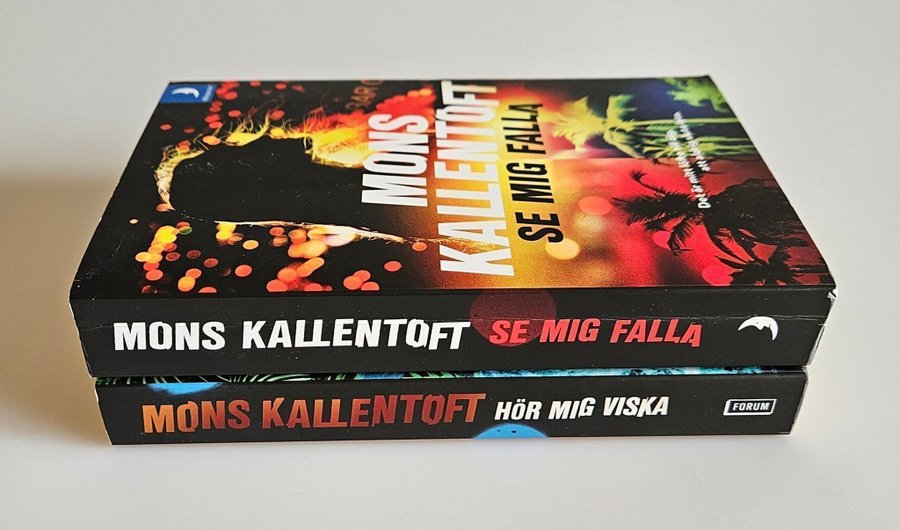 MONS
KALLENTOFT
SE MIG FALLA
MONS KALLENTOFT SE MIG FALLA
MONS KALLENTOFT HÖR MIG VISKA FORUM